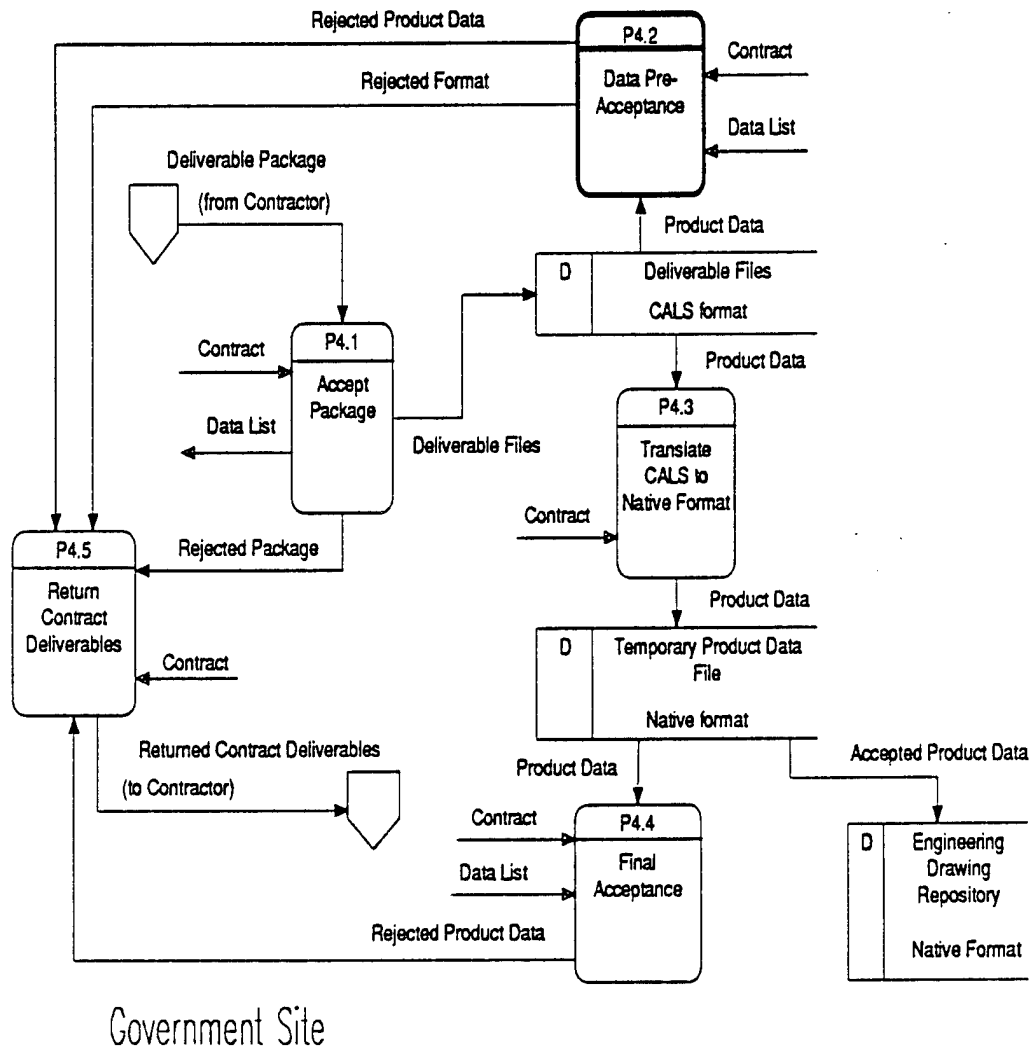 Rejected Product Data
P4.2
Contract
Rejected Format
Data Pre-
Acceptance
Data List
Deliverable Package
(from Contractor)
Product Data
D
Deliverable Files
CALS format
P4.1
Contract
Accept
Package
Data List
Deliverable Files
Product Data
P4.3
Translate
CALS to
Native Format
Contract
Rejected Package
P4.5
Return
Contract
Deliverables
Contract
Product Data
D
Temporary Product Data
File
Native format
Returned Contract Deliverables
(to Contractor)
Product Data
Accepted Product Data
Contract
P4.4
Final
Acceptance
Data List
Rejected Product Data
D
Engineering
Drawing
Repository
Native Format
Government Site